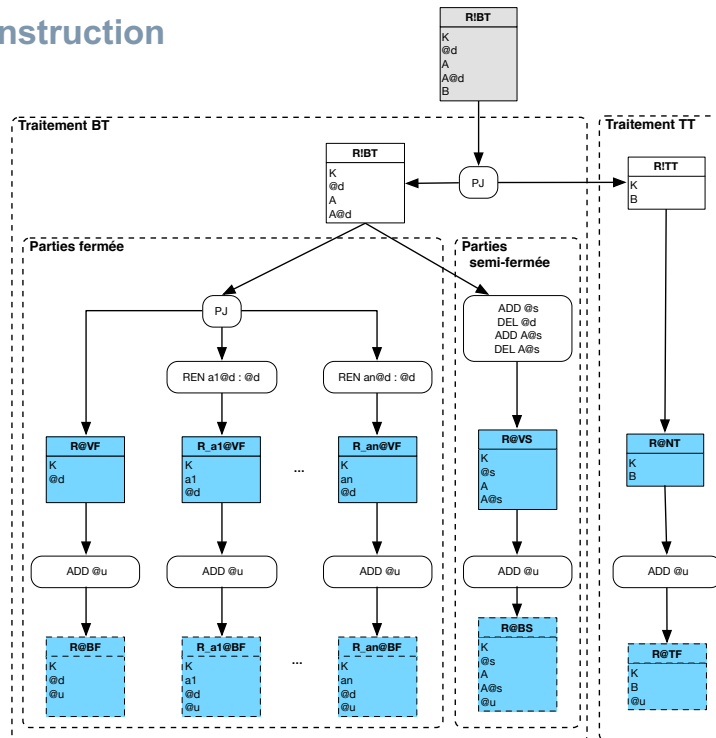 nstruction
R!BT
K
@d
A
A@d
B
Traitement BT
Traitement TT
R!BT
K
@d
A
A@d
PJ
R!TT
K
B
Parties fermée
Parties
semi-fermée
PJ
ADD @s
DEL @d
ADD A@s
DEL A@s
REN a1@d : @d
REN an@d : @d
R@VF
K
@d
R_a1@VF
K
a1
@d
...
R_an@VF
K
an
@d
R@VS
K
@s
A
A@s
R@NT
K
B
ADD @u
ADD @u
ADD @u
ADD @u
ADD @u
R@BF
K
@d
@u
R_a1@BF
K
a1
@d
@u
...
R_an@BF
K
an
@d
@u
R@BS
K
@s
A
A@s
@u
R@TF
K
B
@u